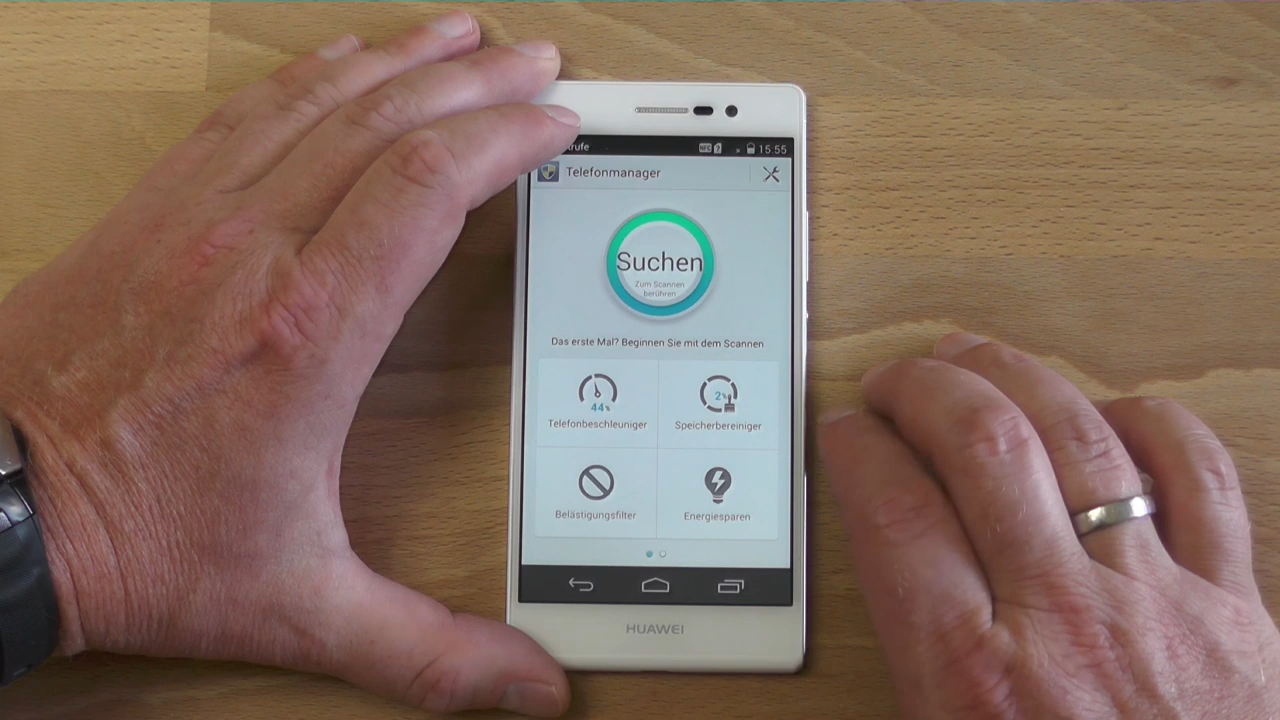 15:55
Telefonmanager
Suchen
Zum Scannen
berühren
Das erste Mal? Beginnen Sie mit dem Scannen
44%
2%
Telefonbeschleuniger
Speicherbereiniger
Belästigungsfilter
Energiesparen
HUAWEI